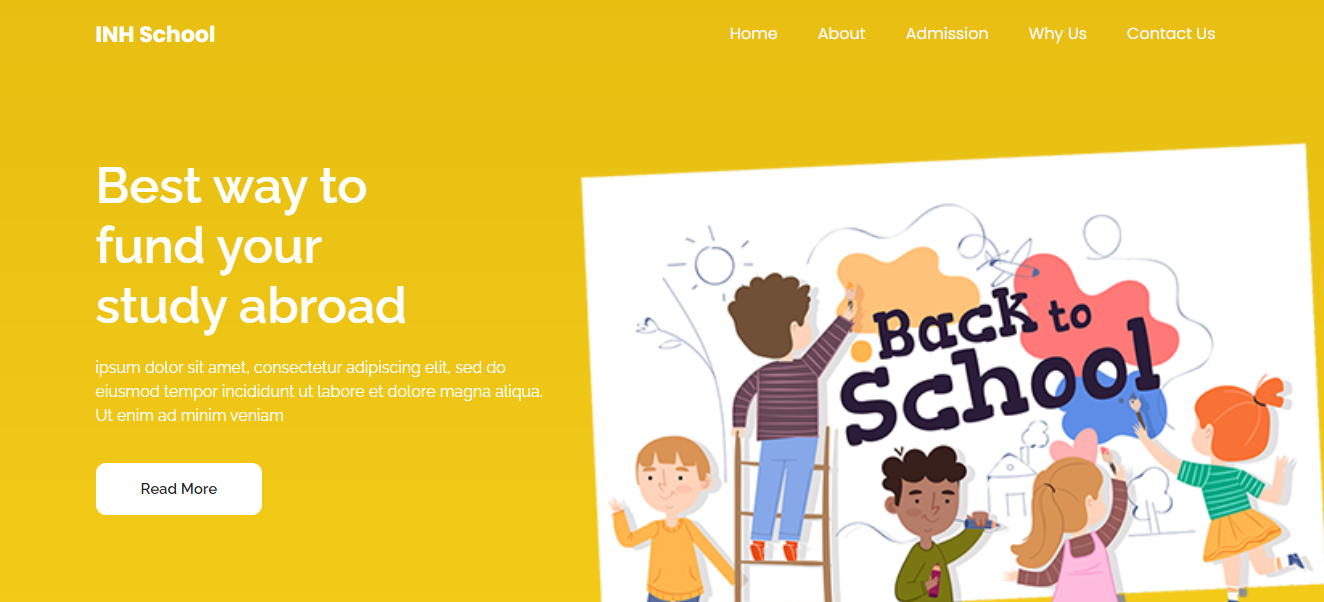 INH School
Home
About
Admission
Why Us
Contact Us
Best way to
fund your
study abroad
ipsum dolor sit amet, consectetur adipiscing elit, sed do
eiusmod tempor incididunt ut labore et dolore magna aliqua.
Ut enim ad minim veniam
Read More
Back to
School